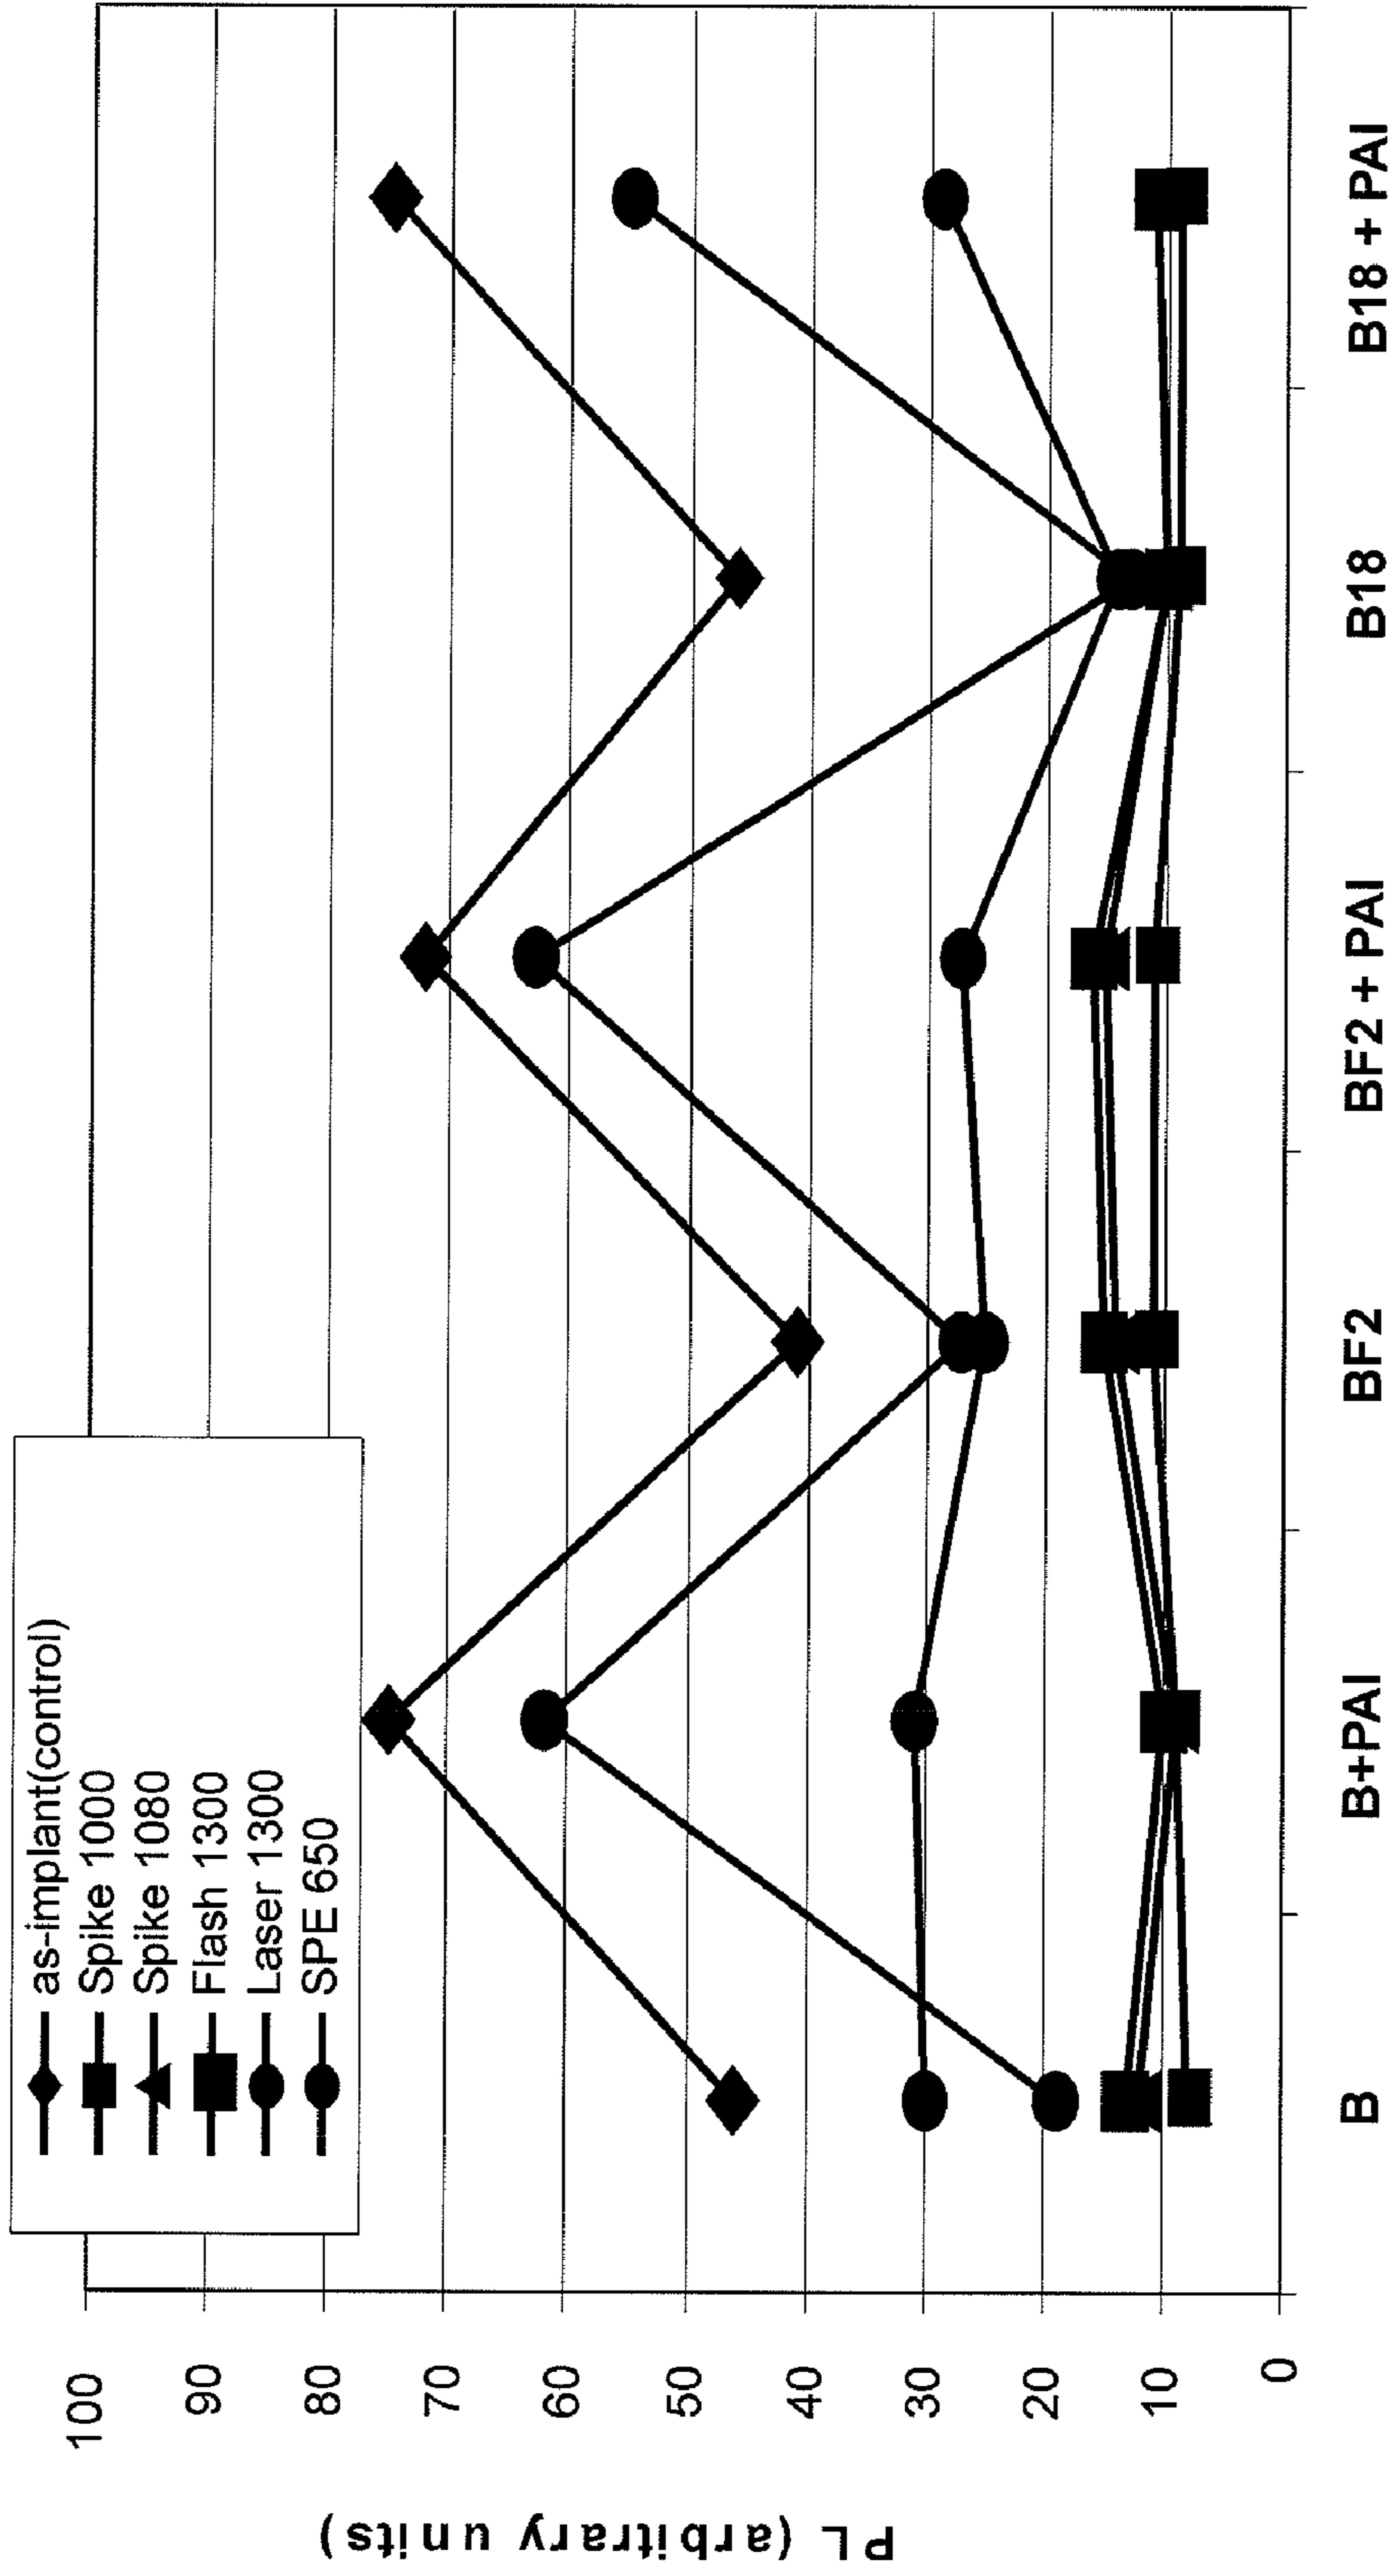 as-implant(control)
Spike 1000
Spike 1080
Flash 1300
Laser 1300
SPE 650
PL (arbitrary units)
100
90
80
70
60
50
40
30
20
10
0
B
B+PAI
BF2
BF2 + PAI
B18
B18 + PAI